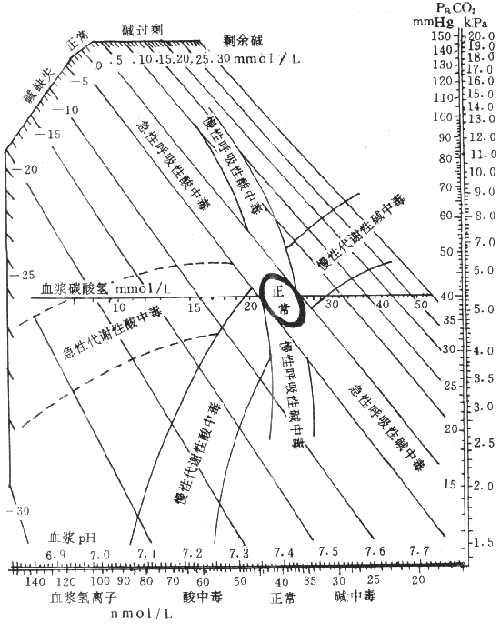 PaCO2
mmHg kPa
碱过剩
正常
碱缺失
剩余碱
0 .5 .10 .15.20.25.30 mmol/L
-5
-10
-15
-20
-25
-30
150 20.0
140 19.0
130 18.0
17.0
120 16.0
110 15.0
14.0
100 13.0
90 12.0
80 11.0
10.0
70 9.0
60 8.0
7.0
50 6.0
40 5.0
35
30 4.0
3.5
25
3.0
20
2.5
15 2.0
1.5
急性呼吸性酸中毒
慢性呼吸性酸中毒
慢性代谢性碱中毒
血浆碳酸氢 mmol/L
10 15 20 30 40 50
正常
急性代谢性酸中毒
慢性代谢性酸中毒
慢性呼吸性碱中毒
急性呼吸性碱中毒
血浆 pH
6.9 7.0 7.1 7.2 7.3 7.4 7.5 7.6 7.7
140 120 100 90 80 70 60 50 40 35 30 25 20
血浆氢离子 酸中毒 正常 碱中毒
nmol/L